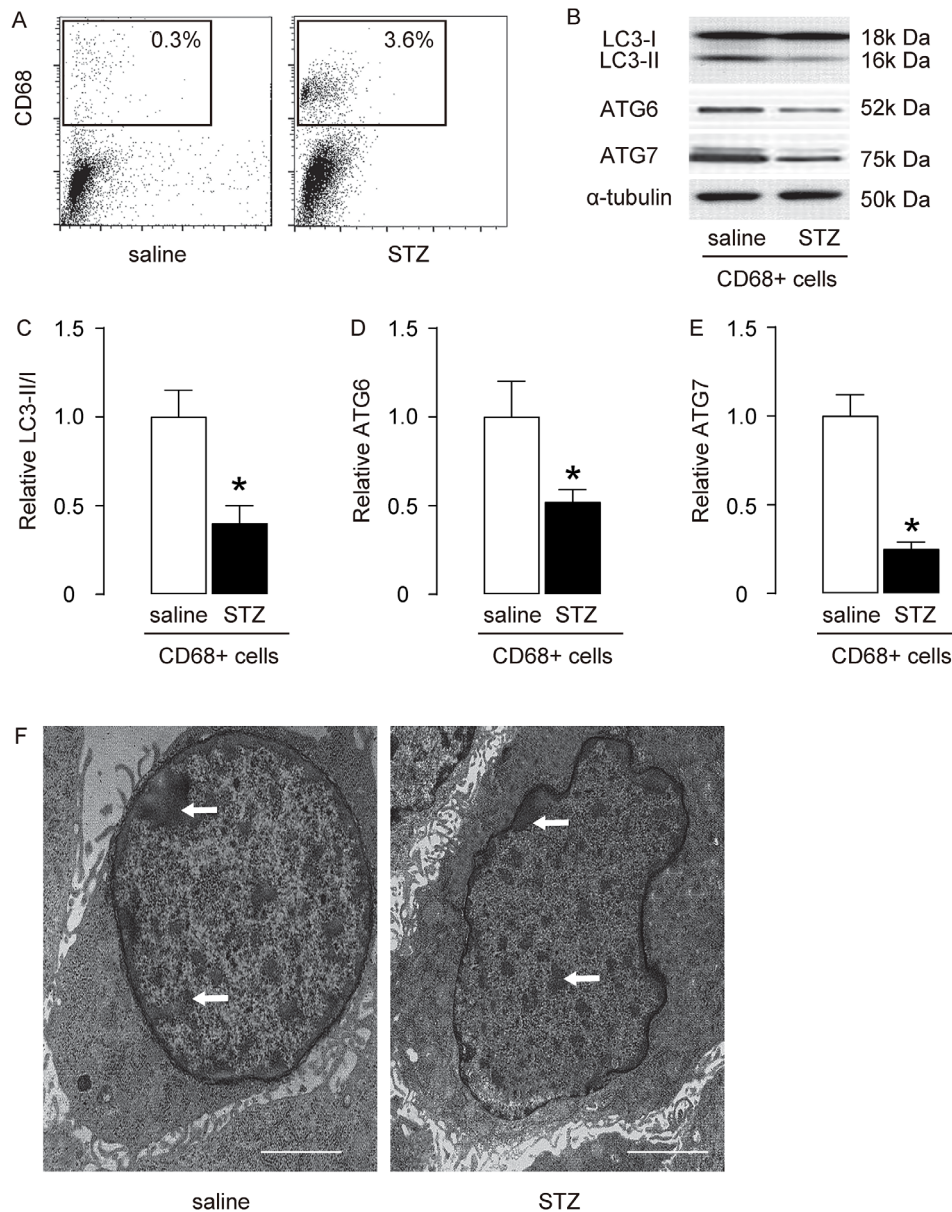 A
CD68
0.3%
3.6%
saline
STZ
B
LC3-I
18k Da
LC3-II
16k Da
ATG6
52k Da
ATG7
75k Da
α-tubulin
50k Da
saline STZ
CD68+ cells
C
Relative LC3-II/I
1.5
1.0
0.5
0
*
saline STZ
CD68+ cells
D
Relative ATG6
1.5
1.0
0.5
0
*
saline STZ
CD68+ cells
E
Relative ATG7
1.5
1.0
0.5
0
*
saline STZ
CD68+ cells
F
saline
STZ